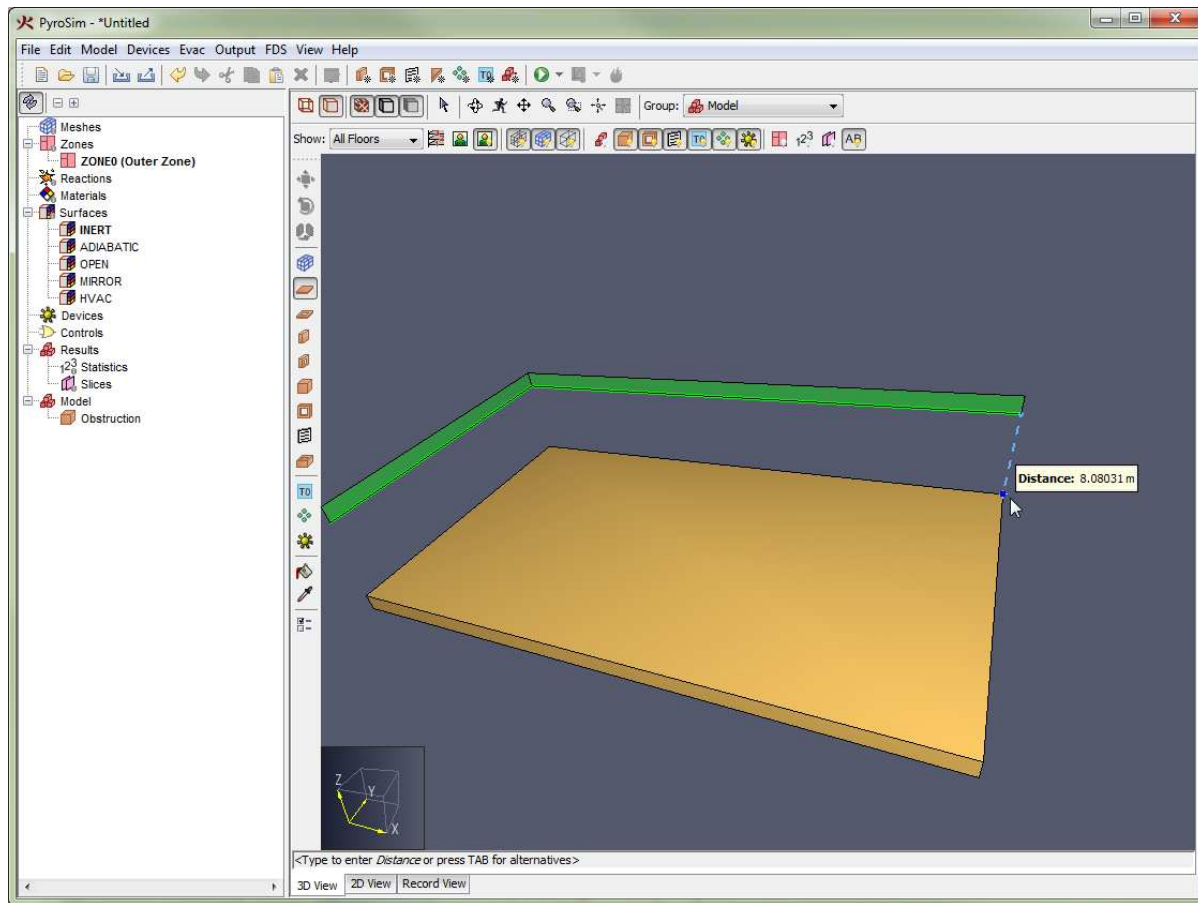 PyroSim - *Untitled
File Edit Model Devices Evac Output FDS View Help
Group: Model
Show: All Floors
Meshes
Zones
ZONE0 (Outer Zone)
Reactions
Materials
Surfaces
INERT
ADIABATIC
OPEN
MIRROR
HVAC
Devices
Controls
Results
Statistics
Slices
Model
Obstruction
Distance: 8.08031 m
Z
Y
X
<Type to enter Distance or press TAB for alternatives>
3D View 2D View Record View